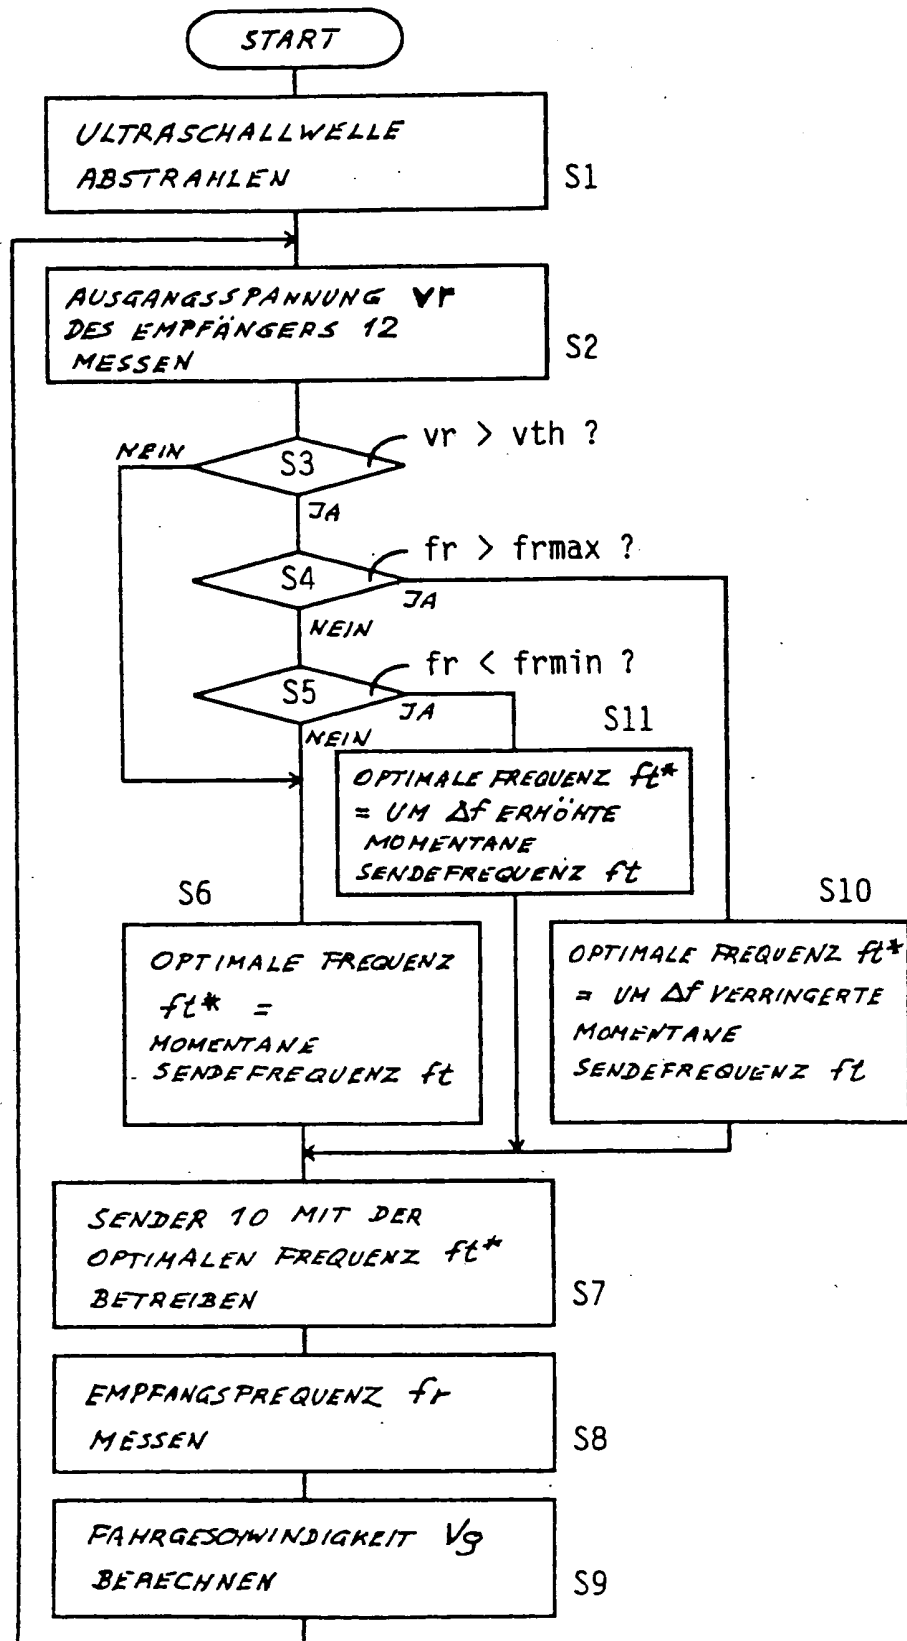 START
ULTRASCHALLWELLE
ABSTRAHLEN
S1
AUSGANGSSPANNUNG vr
DES EMPFÄNGERS 12
MESSEN
S2
vr > vth ?
NEIN
S3
JA
fr > frmax ?
S4
JA
NEIN
fr < frmin ?
S5
JA
NEIN
S11
OPTIMALE FREQUENZ ft*
= UM Δf ERHÖHTE
MOMENTANE
SENDEFREQUENZ ft
S6
OPTIMALE FREQUENZ
ft* =
MOMENTANE
SENDEFREQUENZ ft
S10
OPTIMALE FREQUENZ ft*
= UM Δf VERRINGERTE
MOMENTANE
SENDEFREQUENZ ft
SENDER 10 MIT DER
OPTIMALEN FREQUENZ ft*
BETREIBEN
S7
EMPFANGSFREQUENZ fr
MESSEN
S8
FAHRGESCHWINDIGKEIT Vg
BERECHNEN
S9